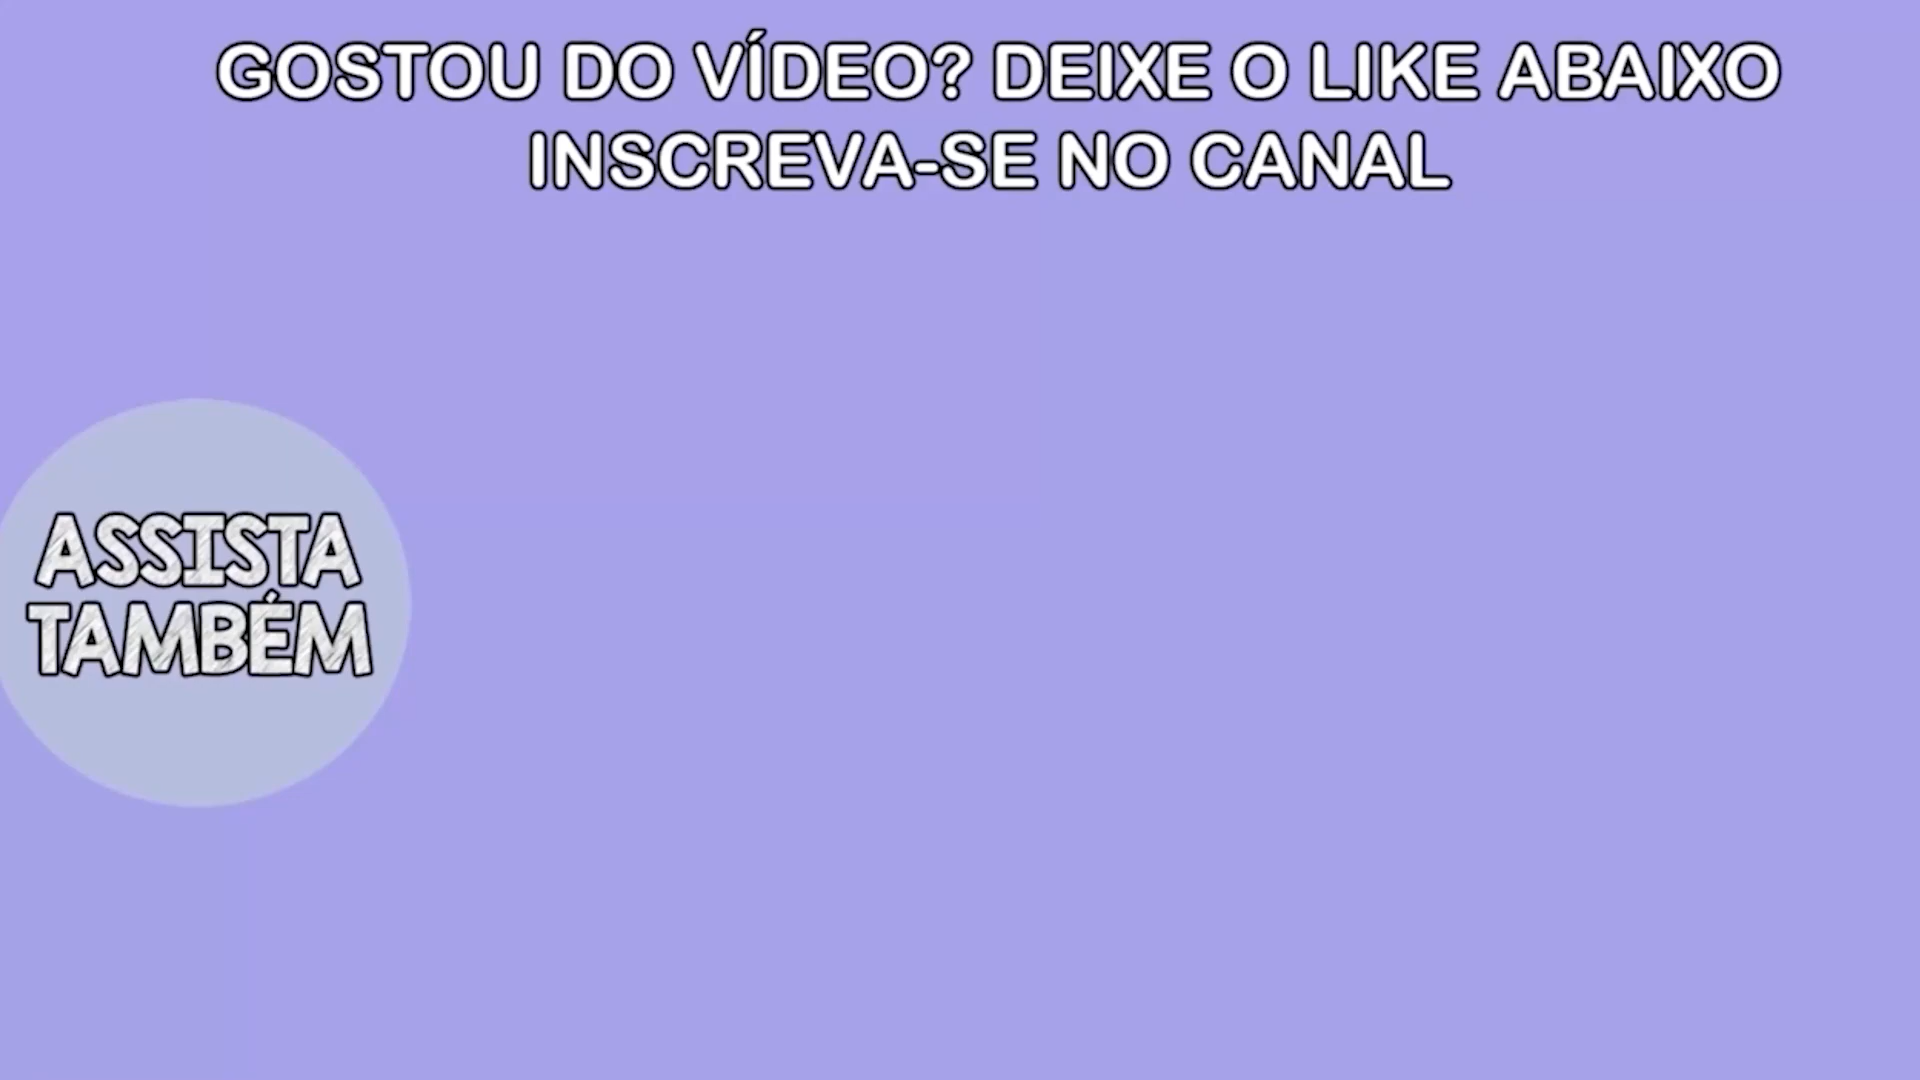 GOSTOU DO VÍDEO? DEIXE O LIKE ABAIXO
INSCREVA-SE NO CANAL
ASSISTA
TAMBÉM